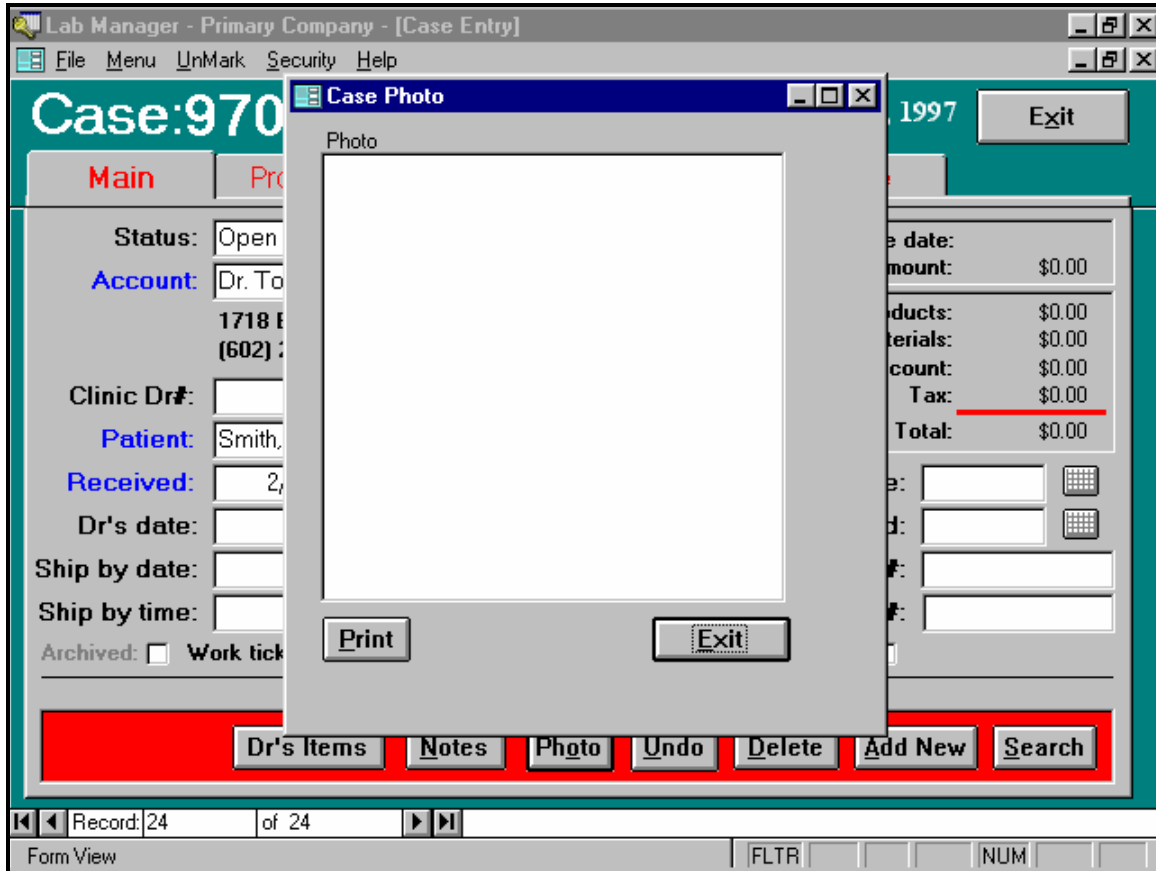 Lab Manager - Primary Company - [Case Entry]
File Menu UnMark Security Help
Case Photo
Case:970
, 1997
Exit
Photo
Main
Status: Open
e date:
Account: Dr. To
mount: $0.00
1718
(602)
ducts: $0.00
terials: $0.00
count: $0.00
Clinic Dr#:
Tax: $0.00
Patient: Smith,
Total: $0.00
Received: 2/
e:
Dr's date:
d:
Ship by date:
#:
Ship by time:
#:
Print
Exit
Archived: Work tick
Dr's Items Notes Photo Undo Delete Add New Search
Record: 24 of 24
Form View FLTR NUM